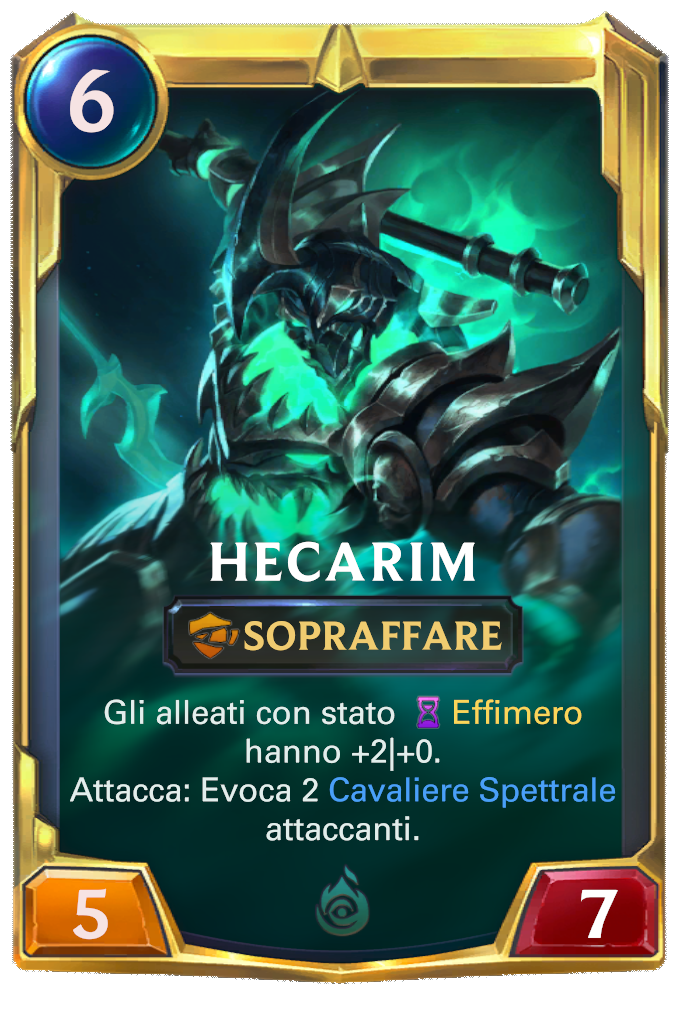 6
HECARIM
SOPRAFFARE
Gli alleati con stato Effimero
hanno +2|+0.
Attacca: Evoca 2 Cavaliere Spettrale
attaccanti.
5
7